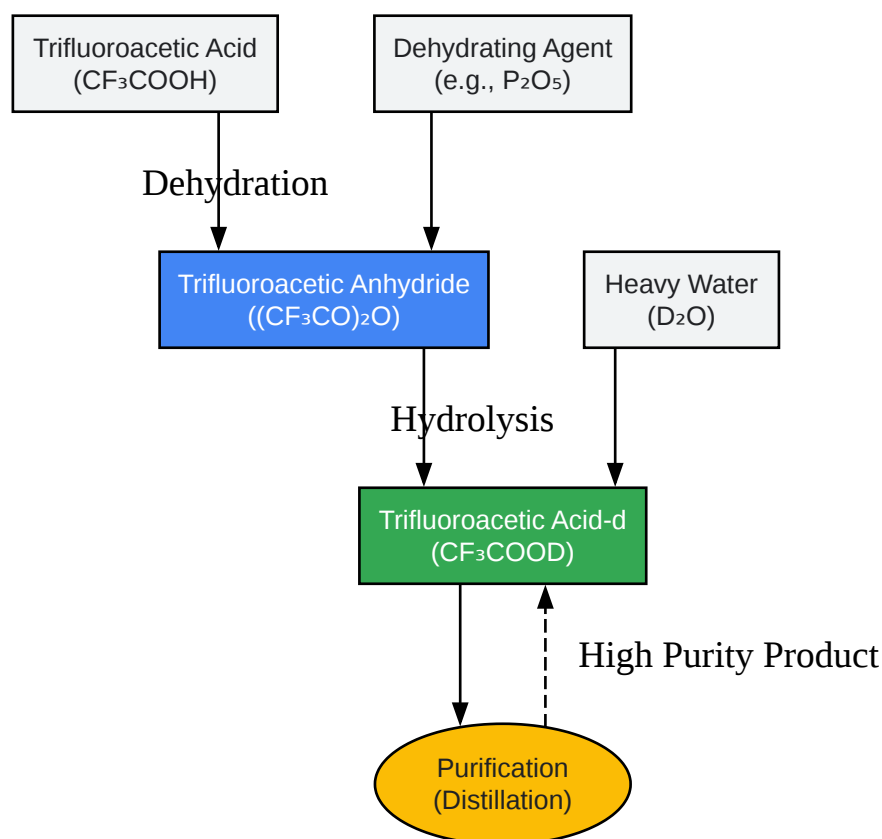 Trifluoroacetic Acid
(CF₃COOH)
Dehydrating Agent
(e.g., P₂O₅)
Dehydration
Trifluoroacetic Anhydride
((CF₃CO)₂O)
Heavy Water
(D₂O)
Hydrolysis
Trifluoroacetic Acid-d
(CF₃COOD)
High Purity Product
Purification
(Distillation)